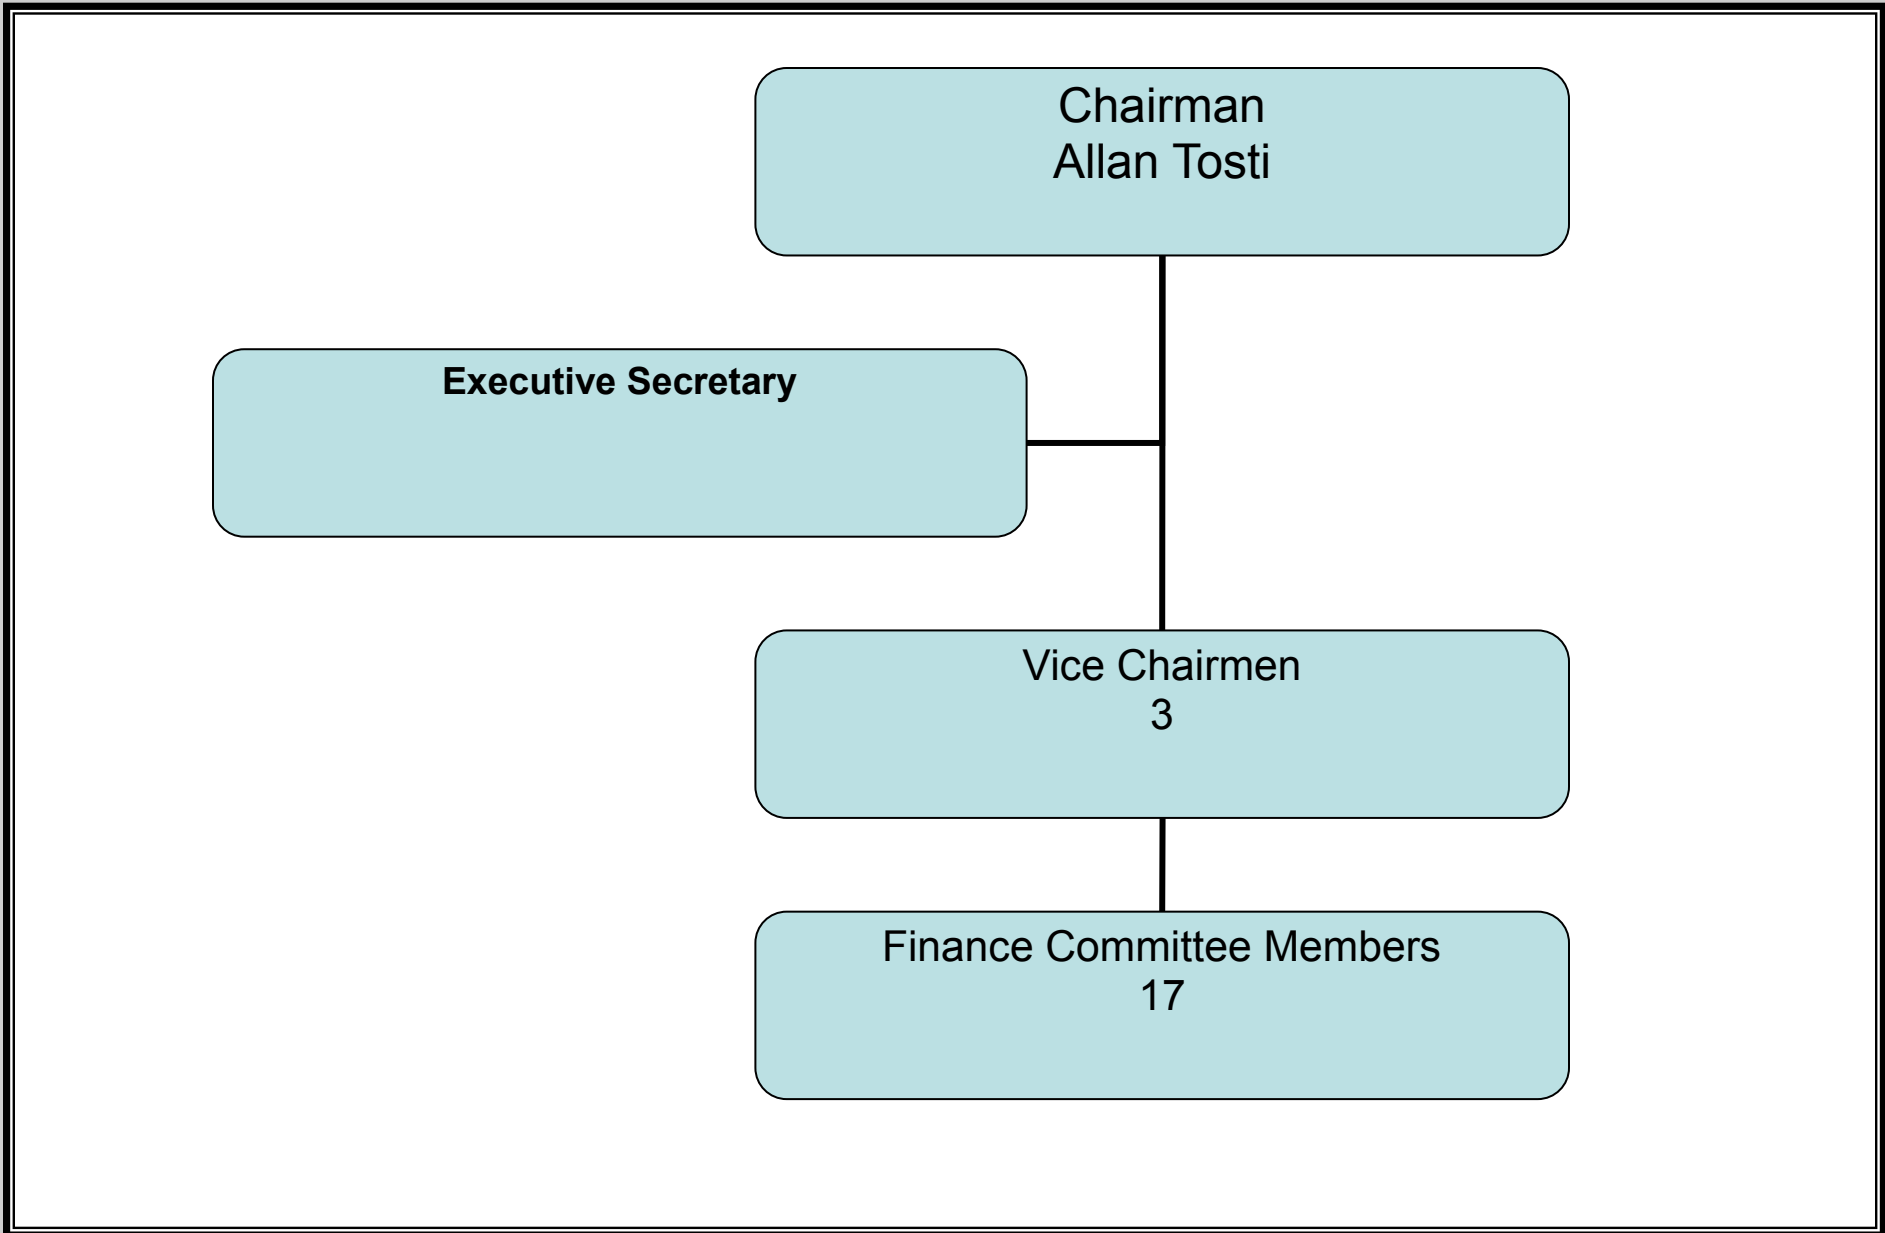 Chairman
Allan Tosti
Executive Secretary
Vice Chairmen
3
Finance Committee Members
17